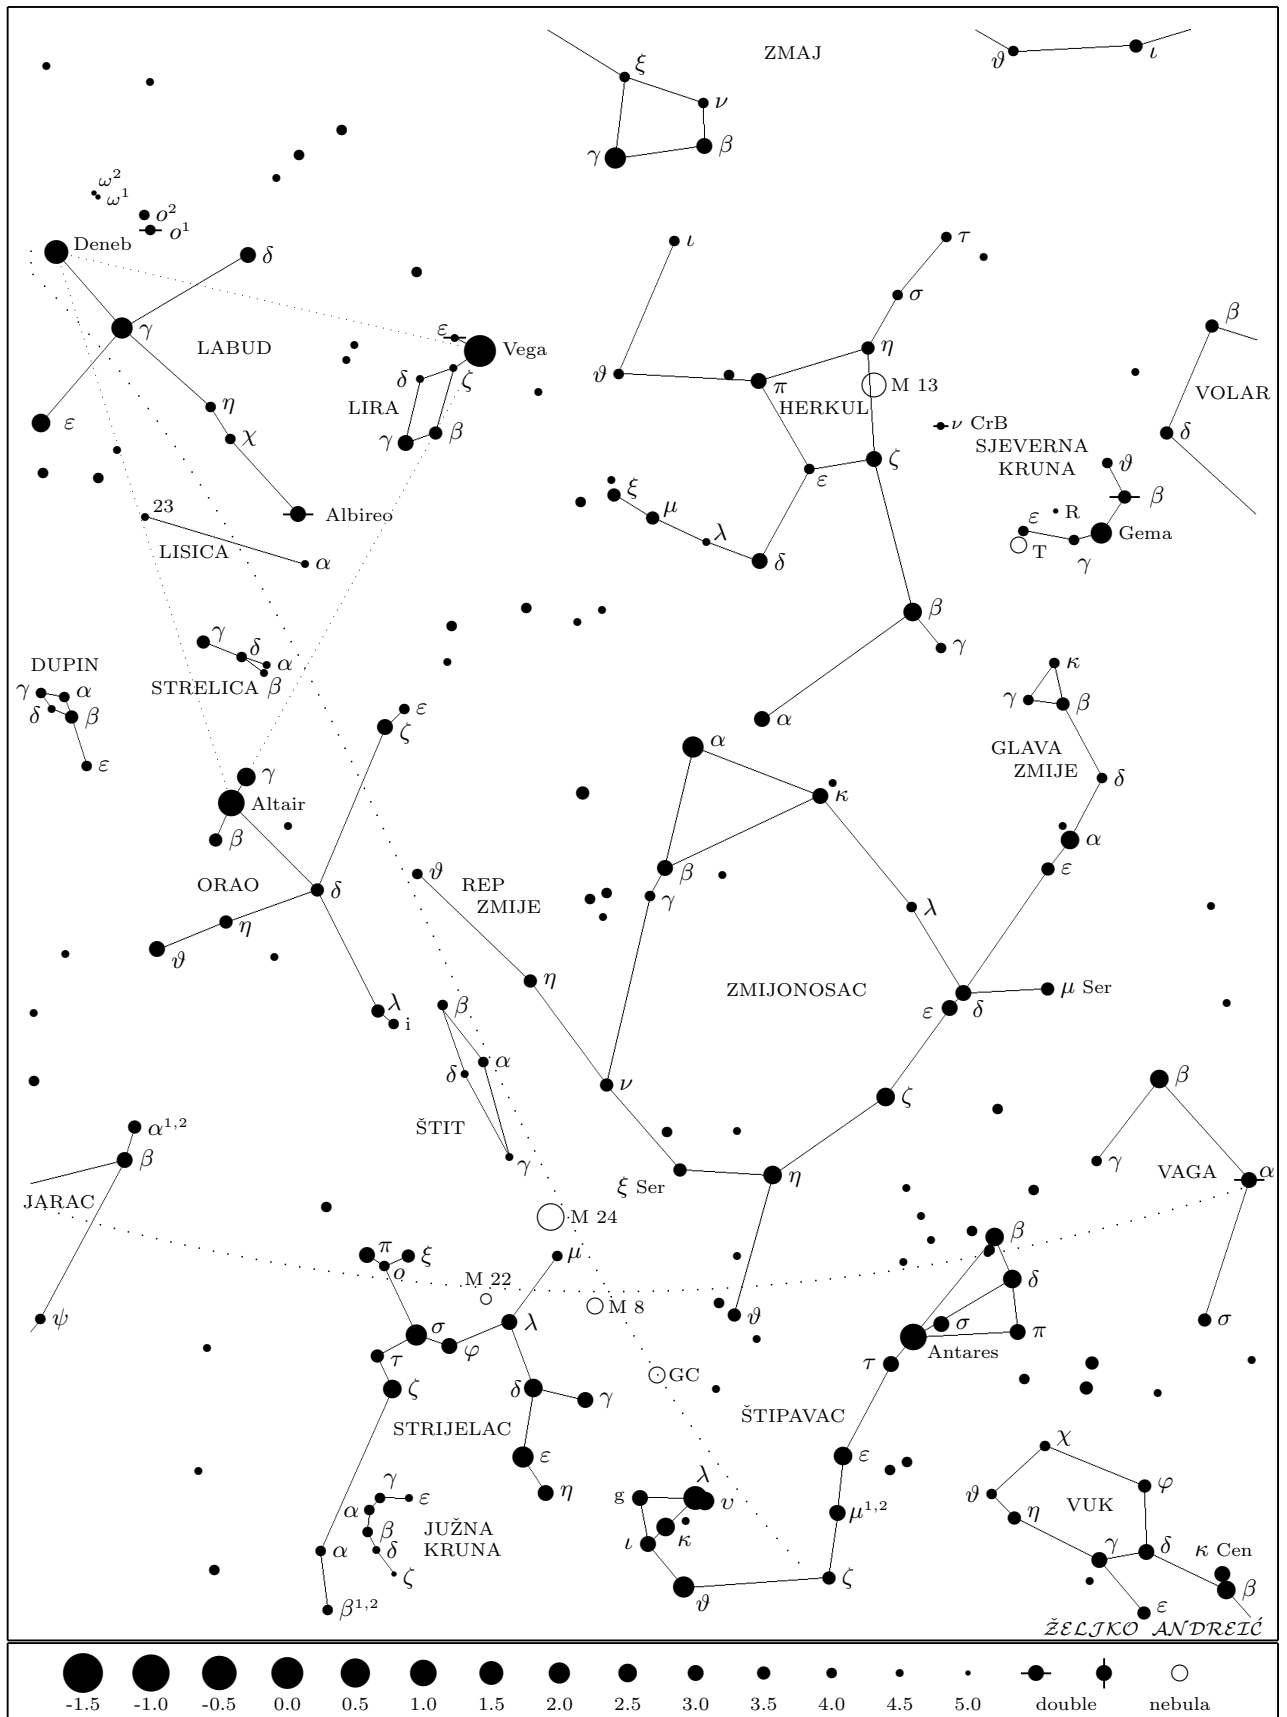 ZMAJ
ϑ ι
ξ
ν
γ β
ω²
ω¹
o²
o¹
Deneb
δ
ι
τ
σ
γ
LABUD
ε
Vega
η
β
δ ζ
ϑ
π
M 13
VOLAR
LIRA
HERKUL
ε
η
χ
γ β
ν CrB
δ
SJEVERNA
KRUNA
ζ
ε
ϑ
ξ
β
23
Albireo
μ
R
ε
LISICA
λ
Gema
T
α
δ
γ
β
γ
γ
δ
DUPIN
α
κ
STRELICA β
γ α
γ β
δ β
ε
α
ζ
α
GLAVA
ZMIJE
ε
γ
δ
Altair
κ
β
α
ORAO
δ
ϑ
REP
ZMIJE
β
ε
γ
λ
η
ϑ
η
ZMIJONOSAC
μ Ser
λ
i
β
ε δ
α
δ
ν
ζ
β
ŠTIT
α¹,²
β
γ
γ
VAGA α
JARAC
ξ Ser
η
M 24
β
π ξ
μ
o
M 22
δ
M 8
ψ
σ
λ
ϑ
σ
π
σ
φ
Antares
τ
τ
GC
ζ
δ γ
STRIJELAC
ŠTIPAVAC
ε
ε
χ
γ
ε
η
g
λ
υ
φ
ϑ
VUK
α
μ¹,²
η
β
JUŽNA
KRUNA
κ
ι
α
δ
γ δ
κ Cen
ζ
ζ
β
β¹,²
ϑ
ε
ŽELJKO ANDREIĆ
-1.5 -1.0 -0.5 0.0 0.5 1.0 1.5 2.0 2.5 3.0 3.5 4.0 4.5 5.0 double nebula